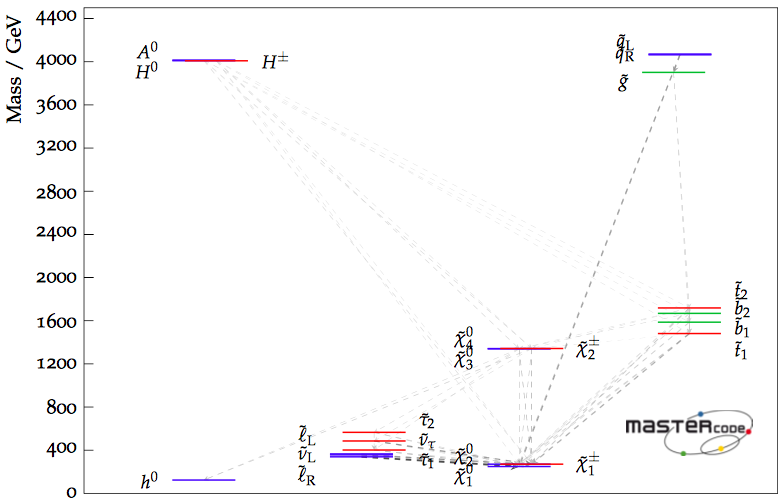 Mass / GeV
4400
4000
3600
3200
2800
2400
2000
1600
1200
800
400
0
A⁰
H⁰
H±
q̃L
q̃R
g̃
t̃2
b̃2
b̃1
t̃1
χ̃⁰4
χ̃⁰3
χ̃±2
τ̃2
ℓ̃L
ν̃τ
ν̃L
τ̃1
ℓ̃R
χ̃⁰2
χ̃⁰1
χ̃±1
h⁰
MASTERCODE